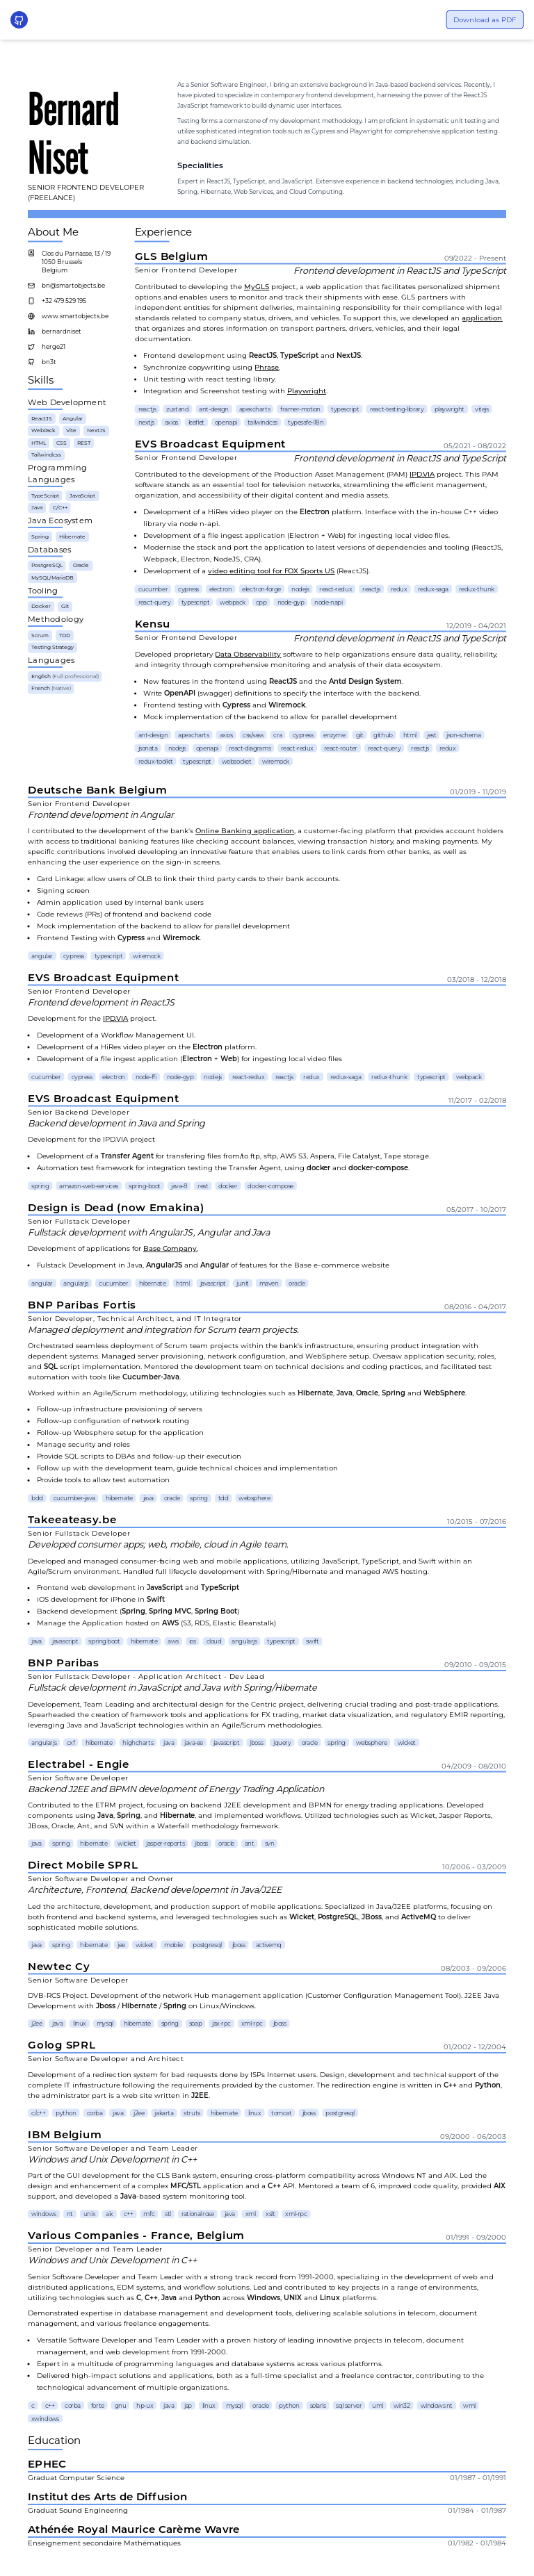 Download as PDF
Bernard
Niset
SENIOR FRONTEND DEVELOPER
(FREELANCE)
As a Senior Software Engineer, I bring an extensive background in Java-based backend services. Recently, I
have pivoted to specialize in contemporary frontend development, harnessing the power of the ReactJS
JavaScript framework to build dynamic user interfaces.
Testing forms a cornerstone of my development methodology. I am proficient in systematic unit testing and
utilize sophisticated integration tools such as Cypress and Playwright for comprehensive application testing
and backend simulation.
Specialities
Expert in ReactJS, TypeScript, and JavaScript. Extensive experience in backend technologies, including Java,
Spring, Hibernate, Web Services, and Cloud Computing.
About Me
Clos du Parnasse, 13 / 19
1050 Brussels
Belgium
bn@smartobjects.be
+32 479 529 195
www.smartobjects.be
bernardniset
herge21
bn3t
Skills
Web Development
ReactJS Angular
WebPack Vite NextJS
HTML CSS REST
Tailwindcss
Programming
Languages
TypeScript JavaScript
Java C/C++
Java Ecosystem
Spring Hibernate
Databases
PostgreSQL Oracle
MySQL/MariaDB
Tooling
Docker Git
Methodology
Scrum TDD
Testing Strategy
Languages
English (Full professional)
French (Native)
Experience
GLS Belgium 09/2022 - Present
Senior Frontend Developer Frontend development in ReactJS and TypeScript
Contributed to developing the MyGLS project, a web application that facilitates personalized shipment
options and enables users to monitor and track their shipments with ease. GLS partners with
independent entities for shipment deliveries, maintaining responsibility for their compliance with legal
standards related to company status, drivers, and vehicles. To support this, we developed an application
that organizes and stores information on transport partners, drivers, vehicles, and their legal
documentation.
• Frontend development using ReactJS, TypeScript and NextJS.
• Synchronize copywriting using Phrase.
• Unit testing with react testing library.
• Integration and Screenshot testing with Playwright.
reactjs zustand ant-design apexcharts framer-motion typescript react-testing-library playwright vitejs
nextjs axios leaflet openapi tailwindcss typesafe-i18n
EVS Broadcast Equipment 05/2021 - 08/2022
Senior Frontend Developer Frontend development in ReactJS and TypeScript
Contributed to the development of the Production Asset Management (PAM) IPD.VIA project. This PAM
software stands as an essential tool for television networks, streamlining the efficient management,
organization, and accessibility of their digital content and media assets.
• Development of a HiRes video player on the Electron platform. Interface with the in-house C++ video
library via node n-api.
• Development of a file ingest application (Electron + Web) for ingesting local video files.
• Modernise the stack and port the application to latest versions of dependencies and tooling (ReactJS,
Webpack, Electron, NodeJS, CRA).
• Development of a video editing tool for FOX Sports US (ReactJS).
cucumber cypress electron electron-forge nodejs react-redux reactjs redux redux-saga redux-thunk
react-query typescript webpack cpp node-gyp node-napi
Kensu 12/2019 - 04/2021
Senior Frontend Developer Frontend development in ReactJS and TypeScript
Developed proprietary Data Observability software to help organizations ensure data quality, reliability,
and integrity through continuous monitoring and analysis of their data ecosystem.
• New features in the frontend using ReactJS and the Antd Design System.
• Write OpenAPI (swagger) definitions to specify the interface with the backend.
• Frontend testing with Cypress and Wiremock.
• Mock implementation of the backend to allow for parallel development
ant-design apexcharts axios css/sass cra cypress enzyme git github html jest json-schema
jsonata nodejs openapi react-diagrams react-redux react-router react-query reactjs redux
redux-toolkit typescript websocket wiremock
Deutsche Bank Belgium 01/2019 - 11/2019
Senior Frontend Developer
Frontend development in Angular
I contributed to the development of the bank's Online Banking application, a customer-facing platform that provides account holders
with access to traditional banking features like checking account balances, viewing transaction history, and making payments. My
specific contributions involved developing an innovative feature that enables users to link cards from other banks, as well as
enhancing the user experience on the sign-in screens.
• Card Linkage: allow users of OLB to link their third party cards to their bank accounts.
• Signing screen
• Admin application used by internal bank users
• Code reviews (PRs) of frontend and backend code
• Mock implementation of the backend to allow for parallel development
• Frontend Testing with Cypress and Wiremock.
angular cypress typescript wiremock
EVS Broadcast Equipment 03/2018 - 12/2018
Senior Frontend Developer
Frontend development in ReactJS
Development for the IPD.VIA project.
• Development of a Workflow Management UI.
• Development of a HiRes video player on the Electron platform.
• Development of a file ingest application (Electron + Web) for ingesting local video files
cucumber cypress electron node-ffi node-gyp nodejs react-redux reactjs redux redux-saga redux-thunk typescript webpack
EVS Broadcast Equipment 11/2017 - 02/2018
Senior Backend Developer
Backend development in Java and Spring
Development for the IPD.VIA project
• Development of a Transfer Agent for transfering files from/to ftp, sftp, AWS S3, Aspera, File Catalyst, Tape storage.
• Automation test framework for integration testing the Transfer Agent, using docker and docker-compose.
spring amazon-web-services spring-boot java-8 rest docker docker-compose
Design is Dead (now Emakina) 05/2017 - 10/2017
Senior Fullstack Developer
Fullstack development with AngularJS, Angular and Java
Development of applications for Base Company.
• Fulstack Development in Java, AngularJS and Angular of features for the Base e-commerce website
angular angularjs cucumber hibernate html javascript junit maven oracle
BNP Paribas Fortis 08/2016 - 04/2017
Senior Developer, Technical Architect, and IT Integrator
Managed deployment and integration for Scrum team projects.
Orchestrated seamless deployment of Scrum team projects within the bank's infrastructure, ensuring product integration with
dependent systems. Managed server provisioning, network configuration, and WebSphere setup. Oversaw application security, roles,
and SQL script implementation. Mentored the development team on technical decisions and coding practices, and facilitated test
automation with tools like Cucumber-Java.
Worked within an Agile/Scrum methodology, utilizing technologies such as Hibernate, Java, Oracle, Spring and WebSphere.
• Follow-up infrastructure provisioning of servers
• Follow-up configuration of network routing
• Follow-up Websphere setup for the application
• Manage security and roles
• Provide SQL scripts to DBAs and follow-up their execution
• Follow up with the development team, guide technical choices and implementation
• Provide tools to allow test automation
bdd cucumber-java hibernate java oracle spring tdd websphere
Takeeateasy.be 10/2015 - 07/2016
Senior Fullstack Developer
Developed consumer apps; web, mobile, cloud in Agile team.
Developed and managed consumer-facing web and mobile applications, utilizing JavaScript, TypeScript, and Swift within an
Agile/Scrum environment. Handled full lifecycle development with Spring/Hibernate and managed AWS hosting.
• Frontend web development in JavaScript and TypeScript
• iOS development for iPhone in Swift
• Backend development (Spring, Spring MVC, Spring Boot)
• Manage the Application hosted on AWS (S3, RDS, Elastic Beanstalk)
java javascript spring boot hibernate aws ios cloud angularjs typescript swift
BNP Paribas 09/2010 - 09/2015
Senior Fullstack Developer - Application Architect - Dev Lead
Fullstack development in JavaScript and Java with Spring/Hibernate
Developement, Team Leading and architectural design for the Centric project, delivering crucial trading and post-trade applications.
Spearheaded the creation of framework tools and applications for FX trading, market data visualization, and regulatory EMIR reporting,
leveraging Java and JavaScript technologies within an Agile/Scrum methodologies.
angularjs cxf hibernate highcharts java java-ee javascript jboss jquery oracle spring websphere wicket
Electrabel - Engie 04/2009 - 08/2010
Senior Software Developer
Backend J2EE and BPMN development of Energy Trading Application
Contributed to the ETRM project, focusing on backend J2EE development and BPMN for energy trading applications. Developed
components using Java, Spring, and Hibernate, and implemented workflows. Utilized technologies such as Wicket, Jasper Reports,
JBoss, Oracle, Ant, and SVN within a Waterfall methodology framework.
java spring hibernate wicket jasper-reports jboss oracle ant svn
Direct Mobile SPRL 10/2006 - 03/2009
Senior Software Developer and Owner
Architecture, Frontend, Backend developemnt in Java/J2EE
Led the architecture, development, and production support of mobile applications. Specialized in Java/J2EE platforms, focusing on
both frontend and backend systems, and leveraged technologies such as Wicket, PostgreSQL, JBoss, and ActiveMQ to deliver
sophisticated mobile solutions.
java spring hibernate jee wicket mobile postgresql jboss activemq
Newtec Cy 08/2003 - 09/2006
Senior Software Developer
DVB-RCS Project. Development of the network Hub management application (Customer Configuration Management Tool). J2EE Java
Development with Jboss / Hibernate / Spring on Linux/Windows.
j2ee java linux mysql hibernate spring soap jax-rpc xml-rpc jboss
Golog SPRL 01/2002 - 12/2004
Senior Software Developer and Architect
Development of a redirection system for bad requests done by ISPs Internet users. Design, development and technical support of the
complete IT infrastructure following the requirements provided by the customer. The redirection engine is written in C++ and Python,
the administrator part is a web site written in J2EE.
c/c++ python corba java j2ee jakarta struts hibernate linux tomcat jboss postgresql
IBM Belgium 09/2000 - 06/2003
Senior Software Developer and Team Leader
Windows and Unix Development in C++
Part of the GUI development for the CLS Bank system, ensuring cross-platform compatibility across Windows NT and AIX. Led the
design and enhancement of a complex MFC/STL application and a C++ API. Mentored a team of 6, improved code quality, provided AIX
support, and developed a Java-based system monitoring tool.
windows nt unix aix c++ mfc stl rational rose java xml xslt xml-rpc
Various Companies - France, Belgium 01/1991 - 09/2000
Senior Developer and Team Leader
Windows and Unix Development in C++
Senior Software Developer and Team Leader with a strong track record from 1991-2000, specializing in the development of web and
distributed applications, EDM systems, and workflow solutions. Led and contributed to key projects in a range of environments,
utilizing technologies such as C, C++, Java and Python across Windows, UNIX and Linux platforms.
Demonstrated expertise in database management and development tools, delivering scalable solutions in telecom, document
management, and various freelance engagements.
• Versatile Software Developer and Team Leader with a proven history of leading innovative projects in telecom, document
management, and web development from 1991-2000.
• Expert in a multitude of programming languages and database systems across various platforms.
• Delivered high-impact solutions and applications, both as a full-time specialist and a freelance contractor, contributing to the
technological advancement of multiple organizations.
c c++ corba forte gnu hp-ux java jsp linux mysql oracle python solaris sql server uml win32 windows nt wml
xwindows
Education
EPHEC 01/1987 - 01/1991
Graduat Computer Science
Institut des Arts de Diffusion
Graduat Sound Engineering 01/1984 - 01/1987
Athénée Royal Maurice Carème Wavre
Enseignement secondaire Mathématiques 01/1982 - 01/1984